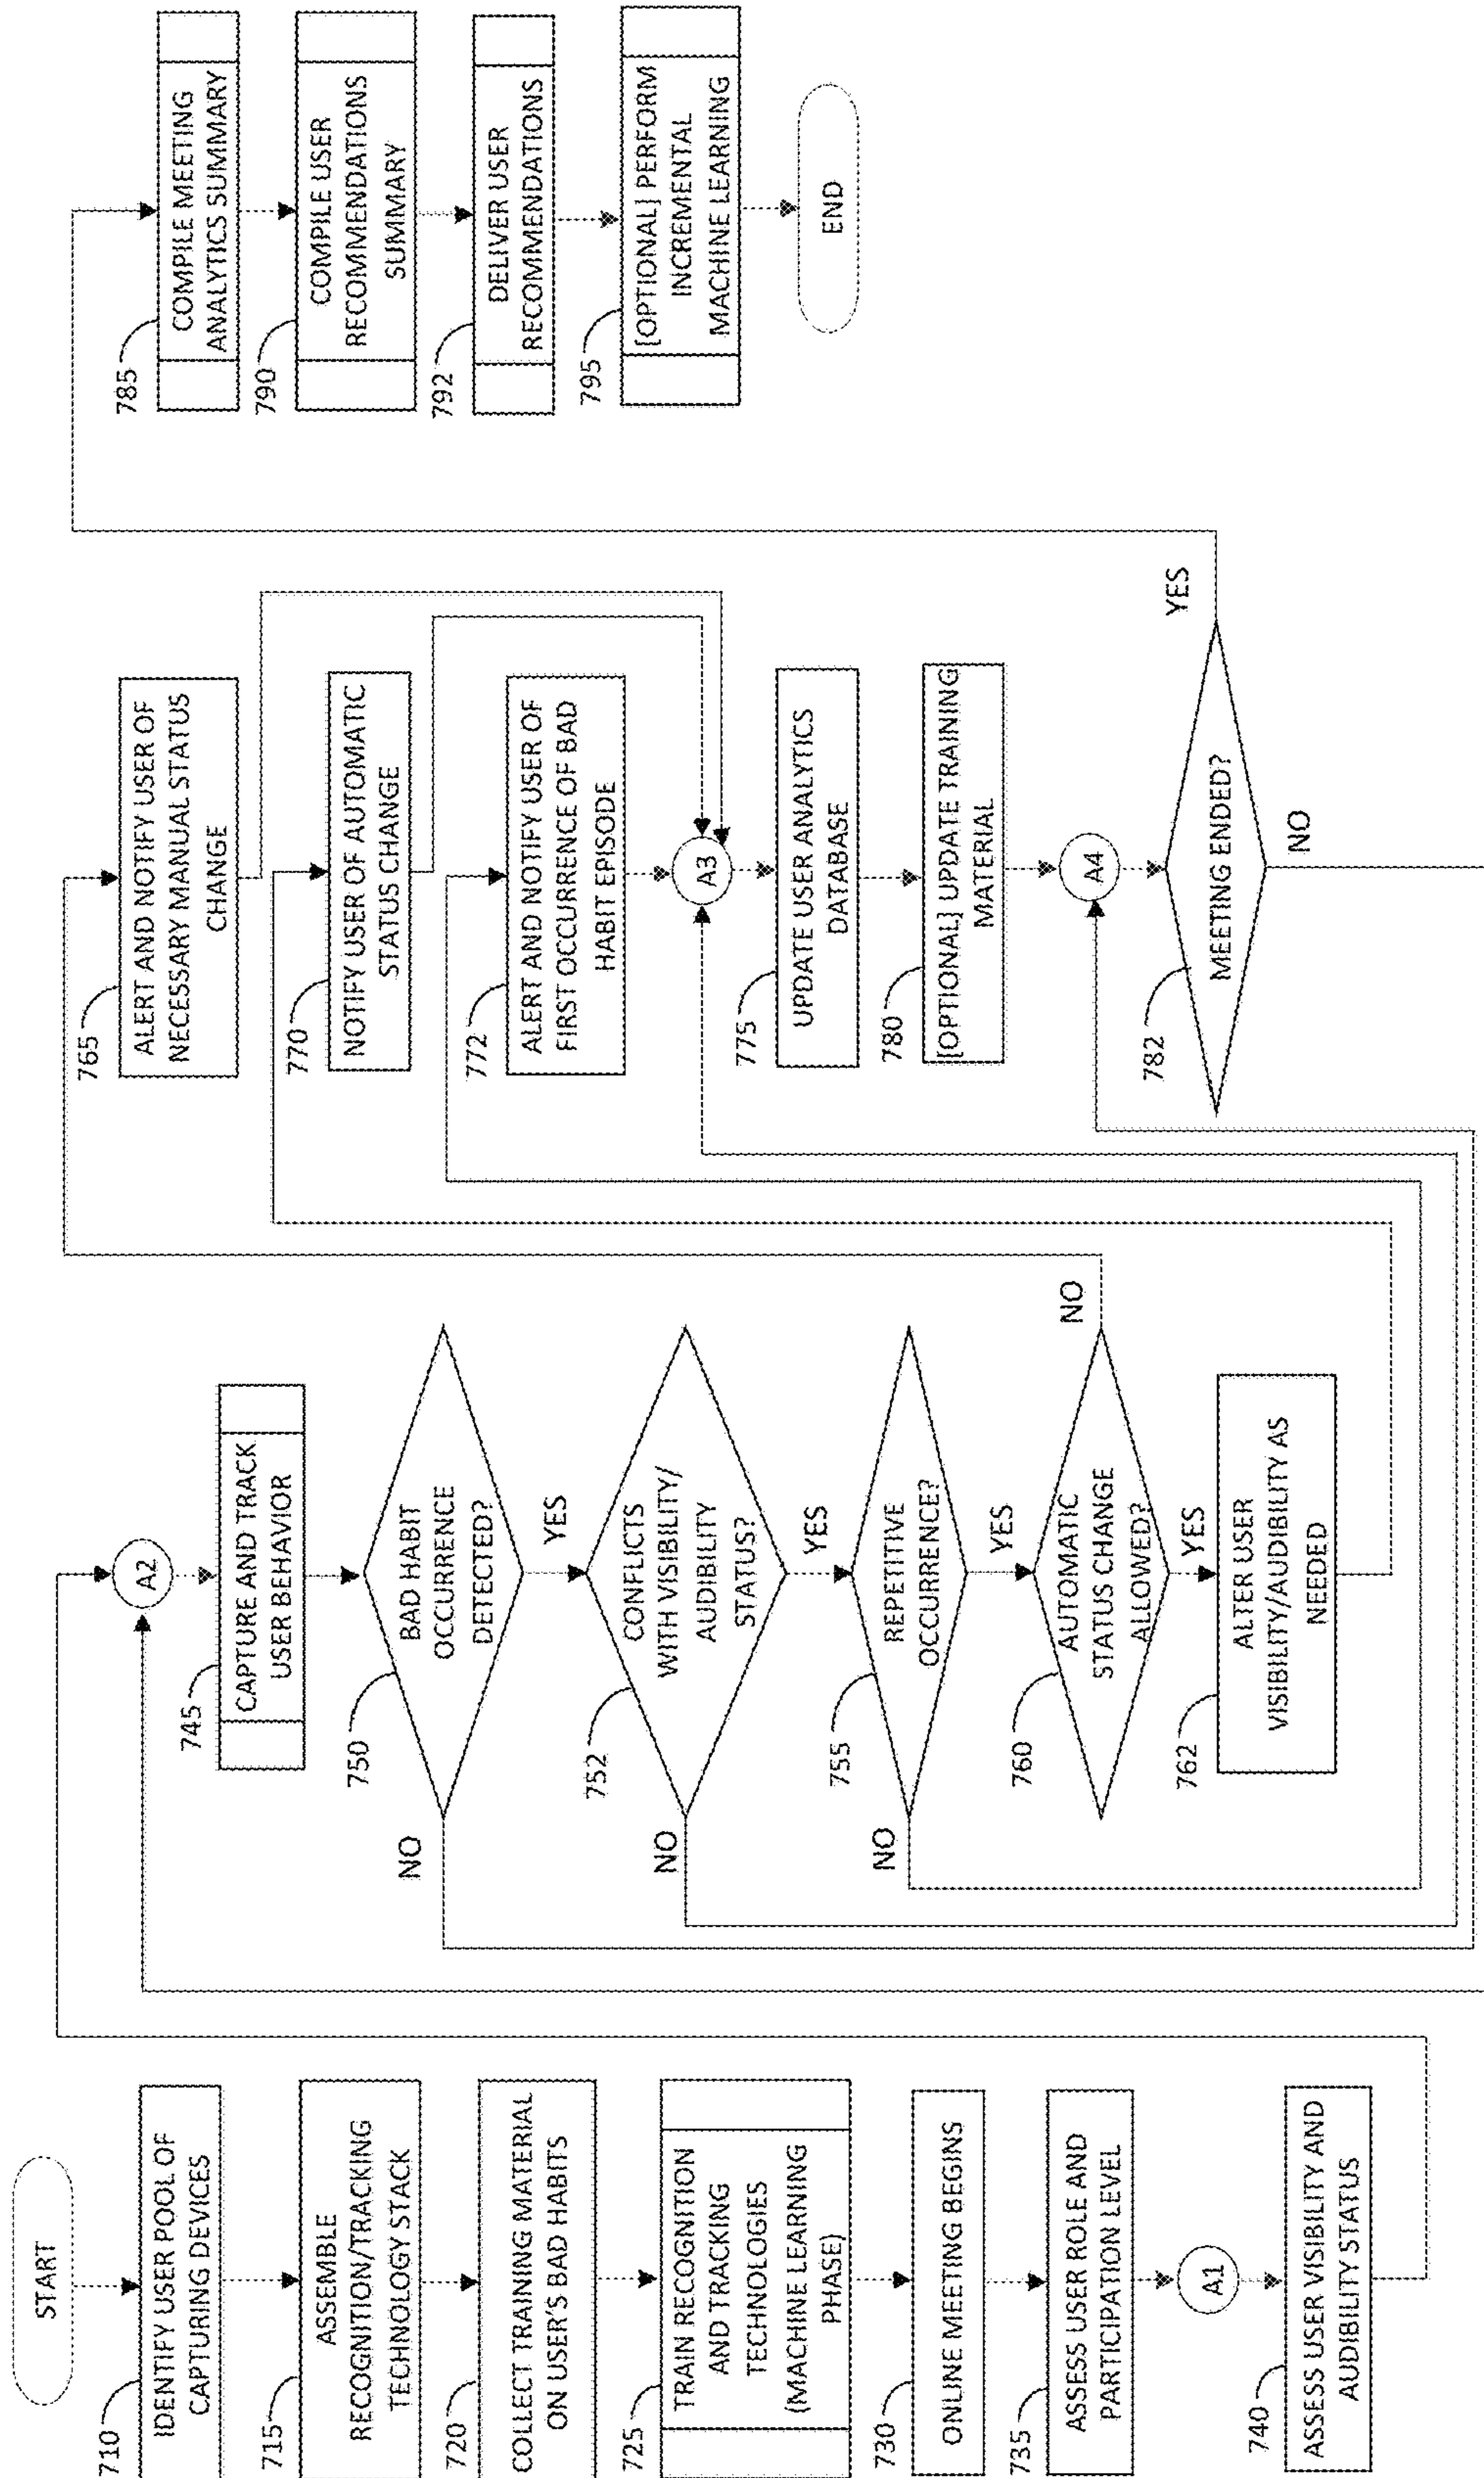 START
710
IDENTIFY USER POOL OF
CAPTURING DEVICES
715
ASSEMBLE
RECOGNITION/TRACKING
TECHNOLOGY STACK
720
COLLECT TRAINING MATERIAL
ON USER'S BAD HABITS
725
TRAIN RECOGNITION
AND TRACKING
TECHNOLOGIES
(MACHINE LEARNING
PHASE)
730
ONLINE MEETING BEGINS
735
ASSESS USER ROLE AND
PARTICIPATION LEVEL
A1
740
ASSESS USER VISIBILITY AND
AUDIBILITY STATUS
A2
745
CAPTURE AND TRACK
USER BEHAVIOR
750
BAD HABIT
OCCURRENCE
DETECTED?
NO
YES
752
CONFLICTS
WITH VISIBILITY/
AUDIBILITY
STATUS?
NO
YES
755
REPETITIVE
OCCURRENCE?
NO
YES
760
AUTOMATIC
STATUS CHANGE
ALLOWED?
NO
YES
762
ALTER USER
VISIBILITY/AUDIBILITY AS
NEEDED
765
ALERT AND NOTIFY USER OF
NECESSARY MANUAL STATUS
CHANGE
770
NOTIFY USER OF AUTOMATIC
STATUS CHANGE
772
ALERT AND NOTIFY USER OF
FIRST OCCURRENCE OF BAD
HABIT EPISODE
A3
775
UPDATE USER ANALYTICS
DATABASE
780
[OPTIONAL] UPDATE TRAINING
MATERIAL
A4
782
MEETING ENDED?
YES
NO
785
COMPILE MEETING
ANALYTICS SUMMARY
790
COMPILE USER
RECOMMENDATIONS
SUMMARY
792
DELIVER USER
RECOMMENDATIONS
795
[OPTIONAL] PERFORM
INCREMENTAL
MACHINE LEARNING
END